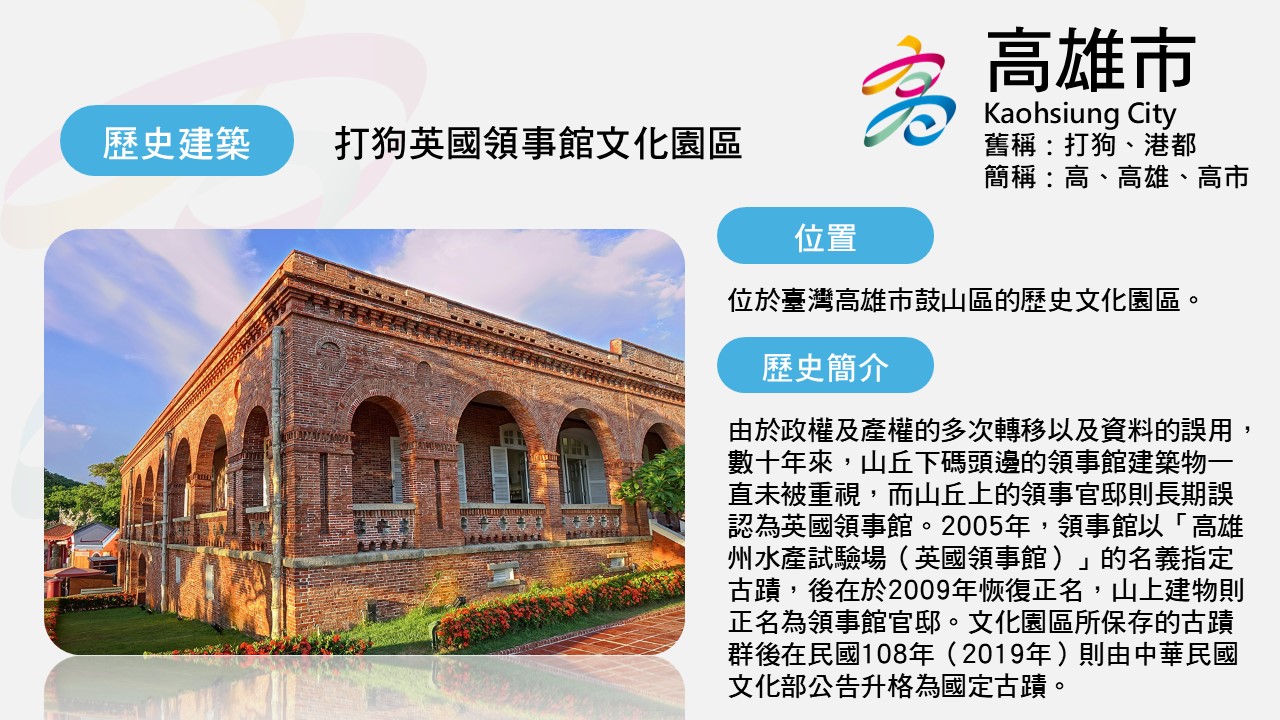 高雄市
Kaohsiung City
舊稱：打狗、港都
簡稱：高、高雄、高市
歷史建築
打狗英國領事館文化園區
位置
位於臺灣高雄市鼓山區的歷史文化園區。
歷史簡介
由於政權及產權的多次轉移以及資料的誤用，
數十年來，山丘下碼頭邊的領事館建築物一
直未被重視，而山丘上的領事官邸則長期誤
認為英國領事館。2005年，領事館以「高雄
州水產試驗場（英國領事館）」的名義指定
古蹟，後在於2009年恢復正名，山上建物則
正名為領事館官邸。文化園區所保存的古蹟
群後在民國108年（2019年）則由中華民國
文化部公告升格為國定古蹟。